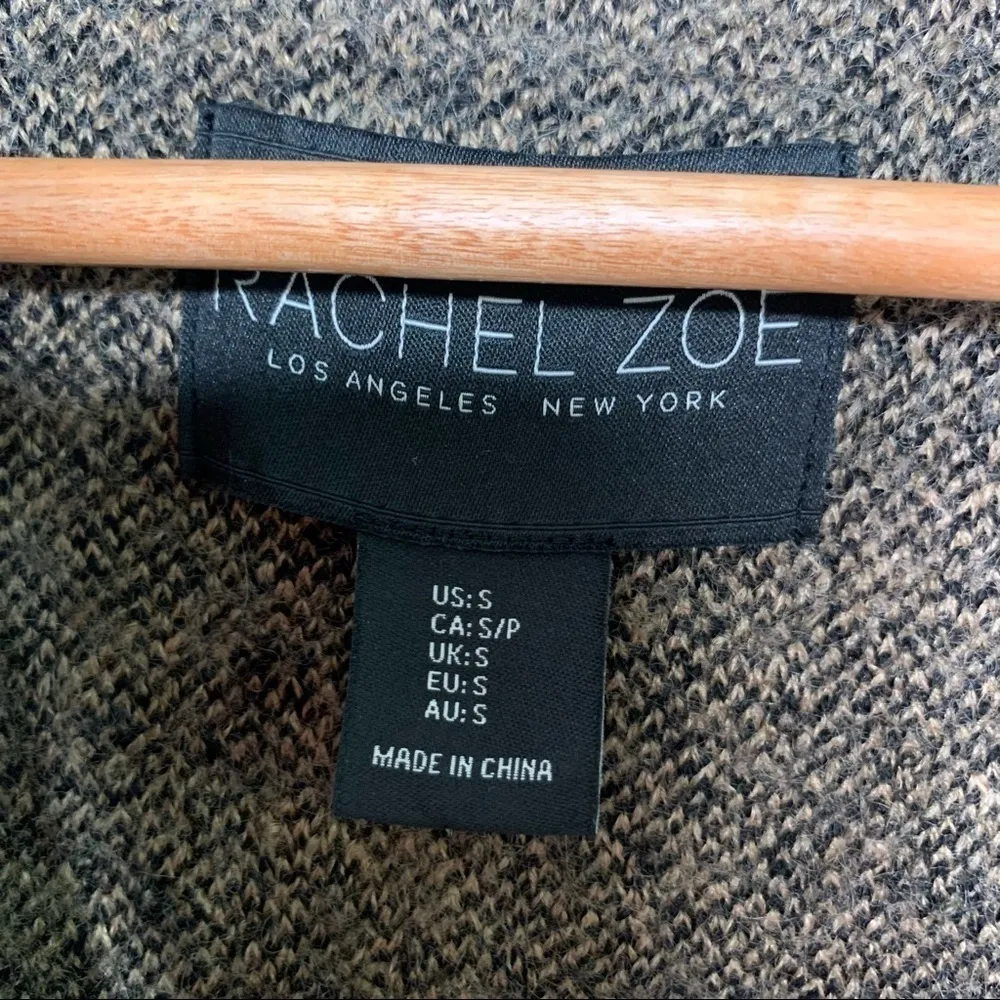 RACHEL ZOE
LOS ANGELES NEW YORK
US: S
CA: S/P
UK: S
EU: S
AU: S
MADE IN CHINA